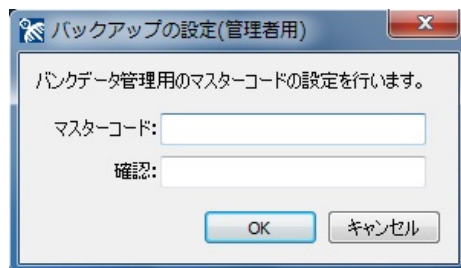 バックアップの設定(管理者用)
バンクデータ管理用のマスターコードの設定を行います。
マスターコード:
確認:
OK キャンセル